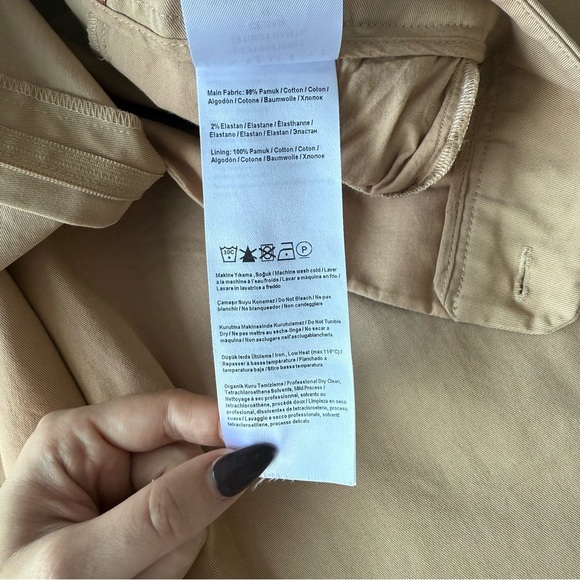 Main Fabric: 98% Pamuk / Cotton / Coton /
Algodón / Cotone / Baumwolle / Хлопок
2% Elastan / Elastane / Élasthanne /
Elastano / Elastan / Elastan / Эластан
Lining: 100% Pamuk / Cotton / Coton /
Algodón / Cotone / Baumwolle / Хлопок
30C
P
Makine Yıkama , Soğuk / Machine wash cold / Laver
à la machine à l'eau froide / Lavar a máquina en frío /
Lavare in lavatrice a freddo
Çamaşır Suyu Konamaz / Do Not Bleach / Ne pas
blanchir / No blanqueador / Non candeggiare
Kurutma Makinesinde Kurutulamaz / Do Not Tumble
Dry / Ne pas mettre au sèche-linge / No secar a
máquina / Non asciugare nell'asciugabiancheria
Düşük Isıda Ütüleme / Iron, Low Heat (max 110°C) /
Repasser à basse température / Planchado a
temperatura baja / Stiro bassa temperatura
Organik Kuru Temizleme / Professional Dry Clean,
Tetrachloroethene Solvents, Mild Process /
Nettoyage à sec professionnel, solvants au
tetrachloroéthène, procédé doux / Limpieza en seco
profesional, disolventes de tetracloroetano, proceso
suave / Lavaggio a secco professionale, solventi
tetracloroetilene, processo delicato